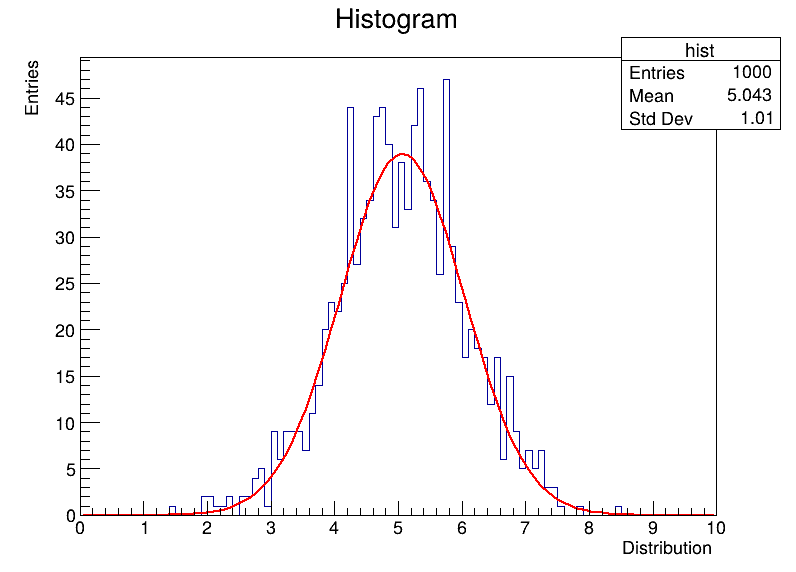 Histogram
hist
Entries 1000
Mean 5.043
Std Dev 1.01
Entries
45
40
35
30
25
20
15
10
5
0
0 1 2 3 4 5 6 7 8 9 10
Distribution